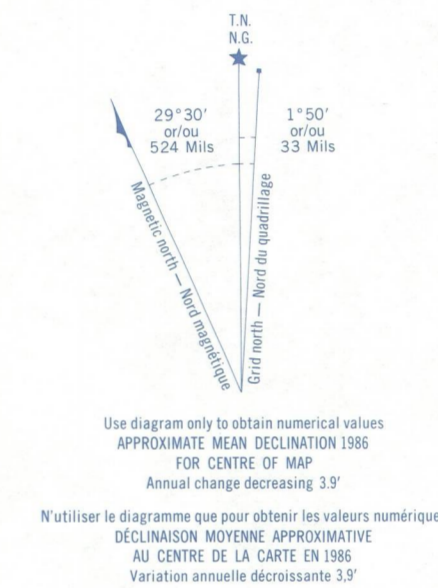 T.N.
N.G.
29°30' 1°50'
or/ou or/ou
524 Mils 33 Mils
Magnetic north — Nord magnétique
Grid north — Nord du quadrillage
Use diagram only to obtain numerical values
APPROXIMATE MEAN DECLINATION 1986
FOR CENTRE OF MAP
Annual change decreasing 3.9'
N'utiliser le diagramme que pour obtenir les valeurs numérique
DÉCLINAISON MOYENNE APPROXIMATIVE
AU CENTRE DE LA CARTE EN 1986
Variation annuelle décroissante 3,9'